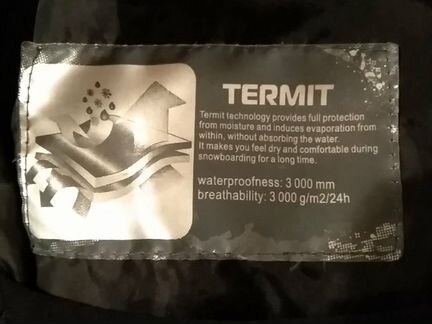 TERMIT
Termit technology provides full protection
from moisture and induces evaporation from
within, without absorbing the water.
It makes you feel dry and comfortable during
snowboarding for a long time.
waterproofness: 3 000 mm
breathability: 3 000 g/m2/24h